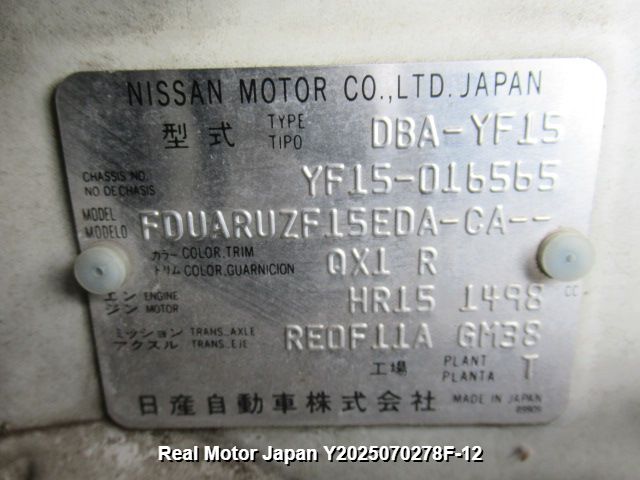 NISSAN MOTOR CO.,LTD. JAPAN
型式 TYPE TIPO DBA-YF15
CHASSIS NO. NO DE CHASIS YF15-016565
MODEL MODELO FDUARUZF15EDA-CA--
カラー COLOR,TRIM トリム COLOR,GUARNICION QX1 R
エンジン ENGINE MOTOR HR15 1498 CC
ミッション TRANS. AXLE アクスル TRANS. EJE RE0F11A GM38
工場 PLANT PLANTA T
日産自動車株式会社 MADE IN JAPAN
Real Motor Japan Y2025070278F-12